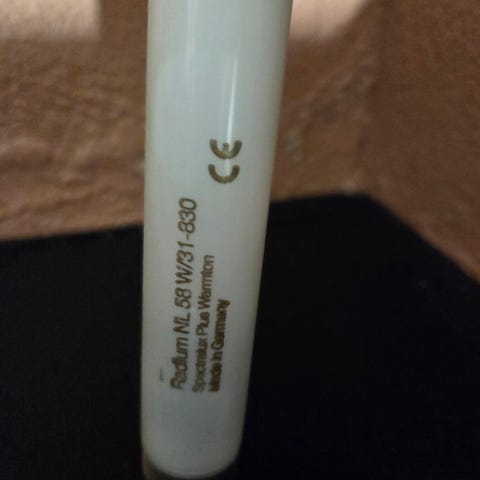 CE
Radium NL 58 W/31-830
Spectralux Plus Warmton
Made in Germany